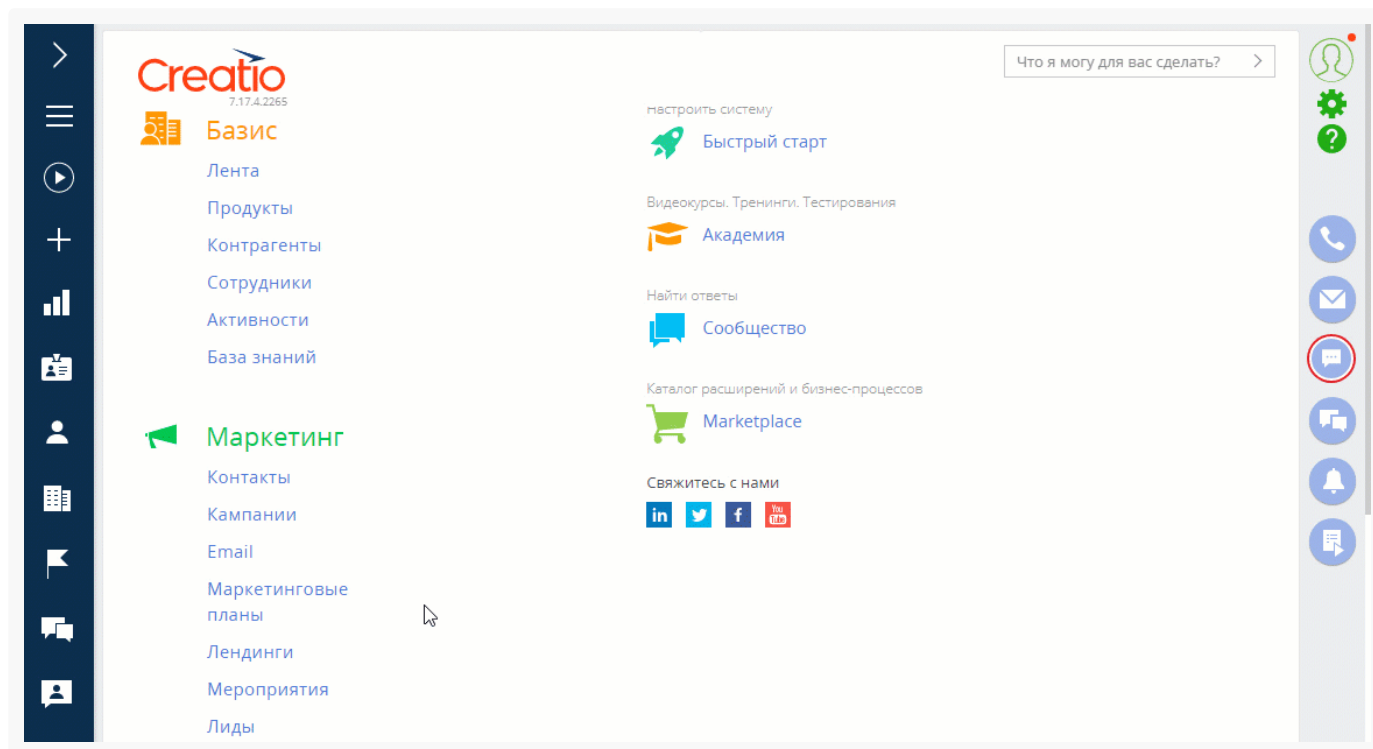 Creatio
7.17.4.2265
Что я могу для вас сделать?
Базис
Лента
Продукты
Контрагенты
Сотрудники
Активности
База знаний
Маркетинг
Контакты
Кампании
Email
Маркетинговые
планы
Лендинги
Мероприятия
Лиды
Настроить систему
Быстрый старт
Видеокурсы. Тренинги. Тестирования
Академия
Найти ответы
Сообщество
Каталог расширений и бизнес-процессов
Marketplace
Свяжитесь с нами
in
f
You
Tube
?